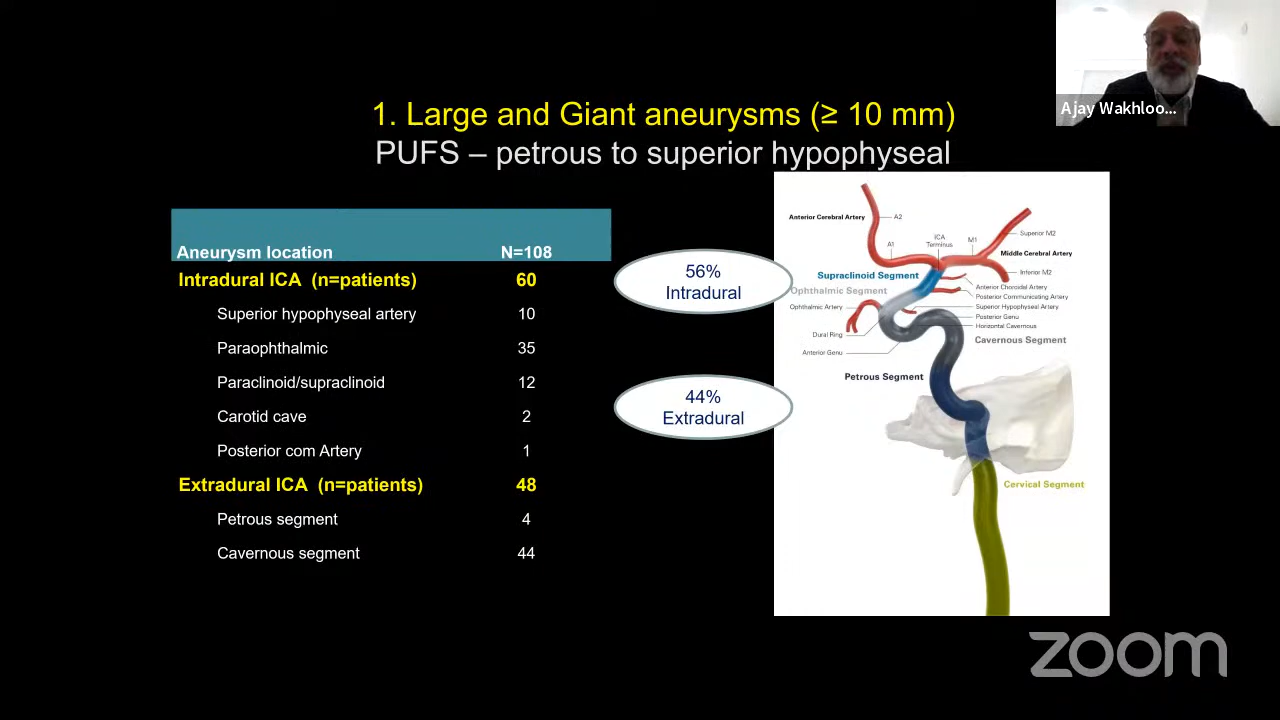 Ajay Wakhloo...
1. Large and Giant aneurysms (≥ 10 mm)
PUFS – petrous to superior hypophyseal
Aneurysm location N=108
Intradural ICA (n=patients) 60
Superior hypophyseal artery 10
Paraophthalmic 35
Paraclinoid/supraclinoid 12
Carotid cave 2
Posterior com Artery 1
Extradural ICA (n=patients) 48
Petrous segment 4
Cavernous segment 44
56%
Intradural
44%
Extradural
Anterior Cerebral Artery
A2
A1
ICA
Terminus
M1
Superior M2
Middle Cerebral Artery
Inferior M2
Supraclinoid Segment
Ophthalmic Segment
Anterior Choroidal Artery
Posterior Communicating Artery
Superior Hypophyseal Artery
Posterior Genu
Horizontal Cavernous
Ophthalmic Artery
Dural Ring
Anterior Genu
Cavernous Segment
Petrous Segment
Cervical Segment
zoom